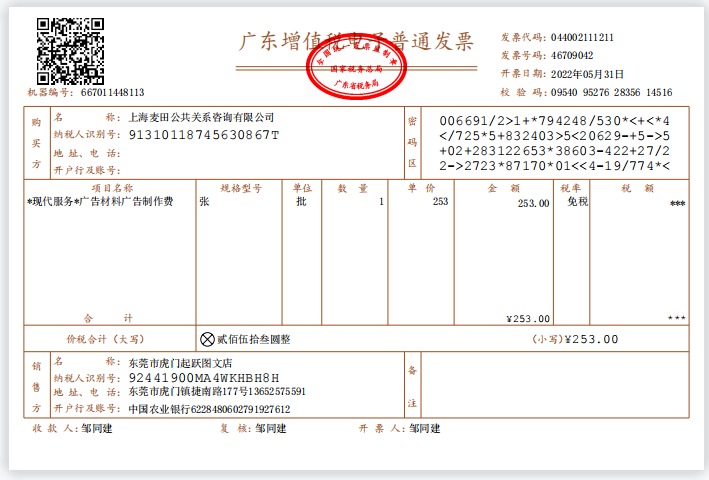 广东增值税电子普通发票
全国统一发票监制章
国家税务总局
广东省税务局
发票代码: 044002111211
发票号码: 46709042
开票日期: 2022年05月31日
校 验 码: 09540 95276 28356 14516
机器编号: 667011448113
购买方
名 称: 上海麦田公共关系咨询有限公司
纳税人识别号: 91310118745630867T
地 址、电 话:
开户行及账号:
密码区
006691/2>1+*794248/530*<+<*4
</725*5+832403>5<20629-+5->5
+02+283122653*38603-422+27/2
2->2723*87170*01<<4-19/774*<
项目名称 规格型号 单位 数 量 单 价 金 额 税率 税 额
*现代服务*广告材料广告制作费 张 批 1 253 253.00 免税 ***
合 计 ¥253.00 ***
价税合计（大写） ⊗贰佰伍拾叁圆整 (小写)¥253.00
销售方
名 称: 东莞市虎门起跃图文店
纳税人识别号: 92441900MA4WKHBH8H
地 址、电 话: 东莞市虎门镇捷南路177号13652575591
开户行及账号: 中国农业银行6228480602791927612
备注
收 款 人: 邹同建 复 核: 邹同建 开 票 人: 邹同建